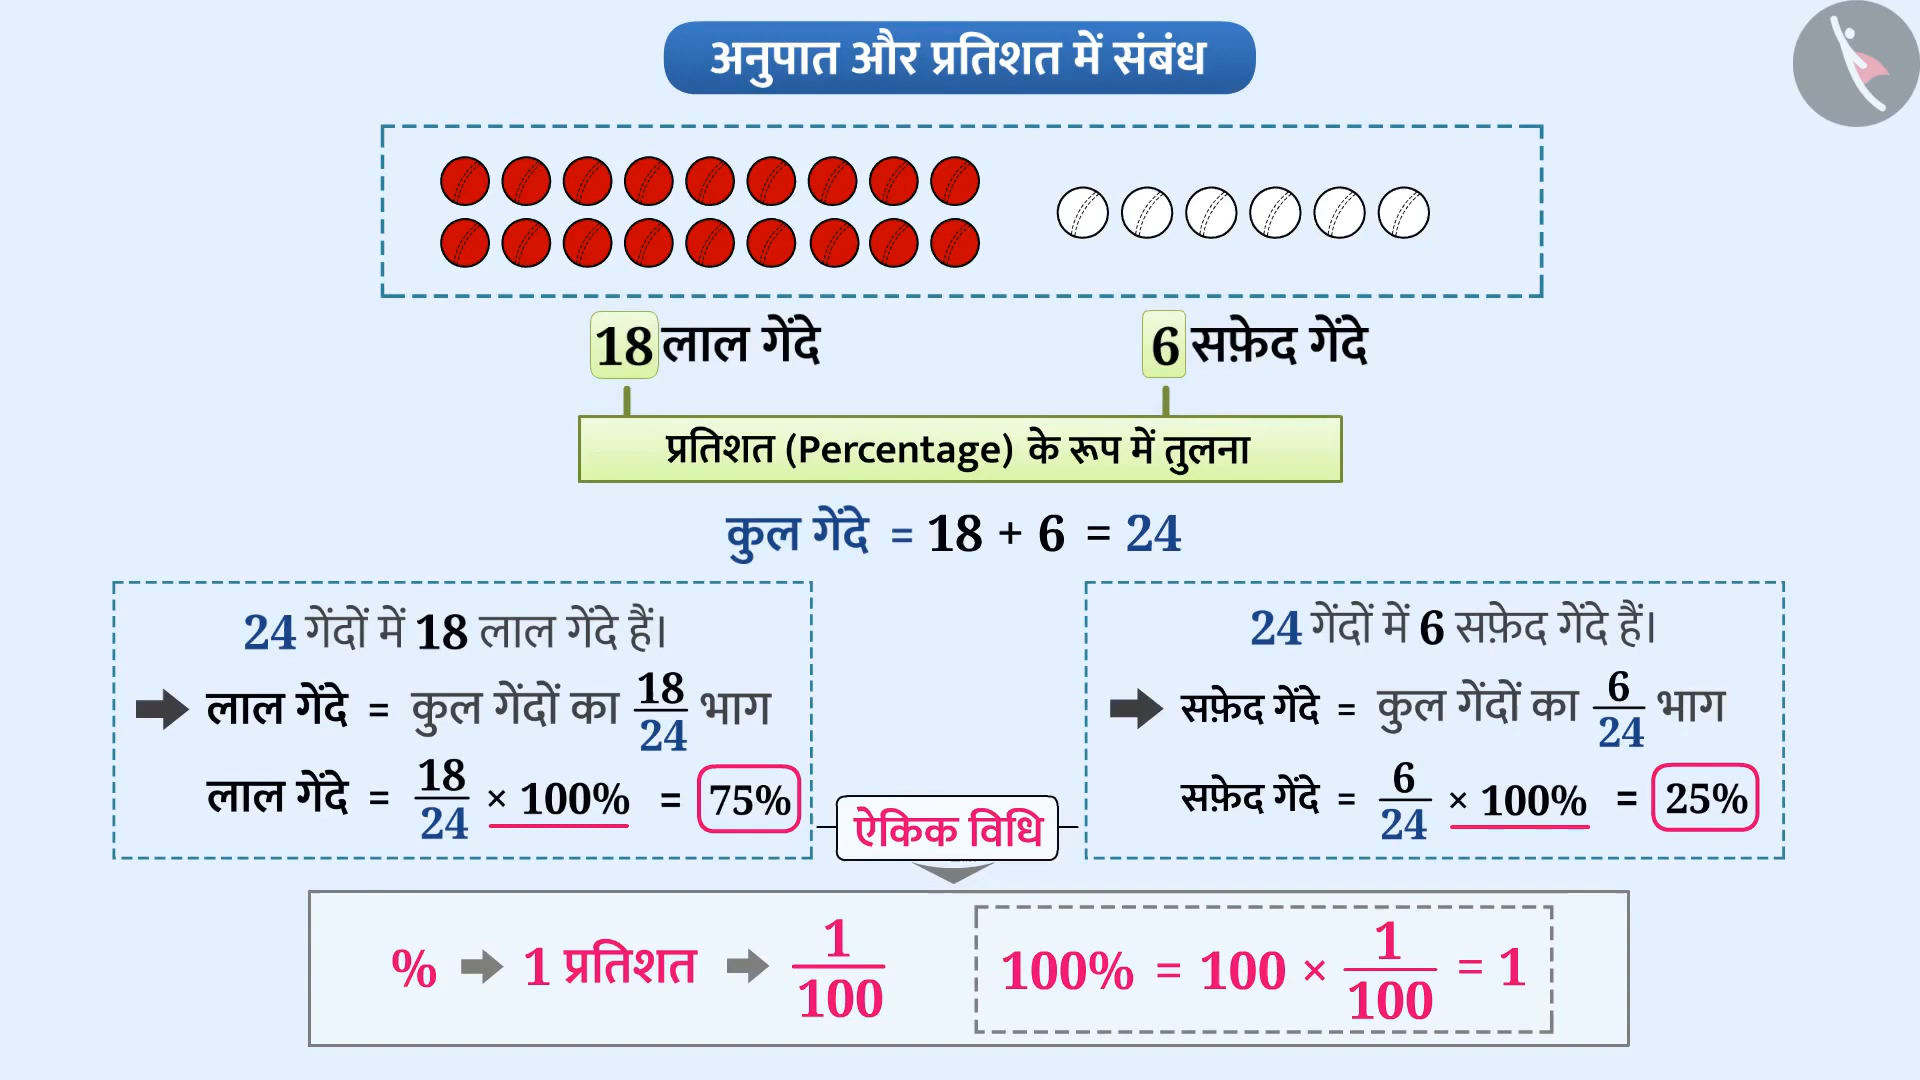 अनुपात और प्रतिशत में संबंध
18 लाल गेंदे
6 सफ़ेद गेंदे
प्रतिशत (Percentage) के रूप में तुलना
कुल गेंदे = 18 + 6 = 24
24 गेंदों में 18 लाल गेंदे हैं।
लाल गेंदे = कुल गेंदों का 18/24 भाग
लाल गेंदे = 18/24 × 100% = 75%
24 गेंदों में 6 सफ़ेद गेंदे हैं।
सफ़ेद गेंदे = कुल गेंदों का 6/24 भाग
सफ़ेद गेंदे = 6/24 × 100% = 25%
ऐकिक विधि
% → 1 प्रतिशत → 1/100
100% = 100 × 1/100 = 1